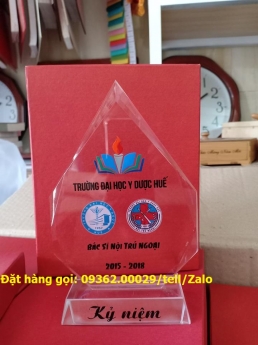 TRƯỜNG ĐẠI HỌC Y DƯỢC HUẾ
BÁC SĨ NỘI TRÚ NGOẠI
2015 - 2018
Đặt hàng gọi: 09362.00029/tell/Zalo
Kỷ niệm